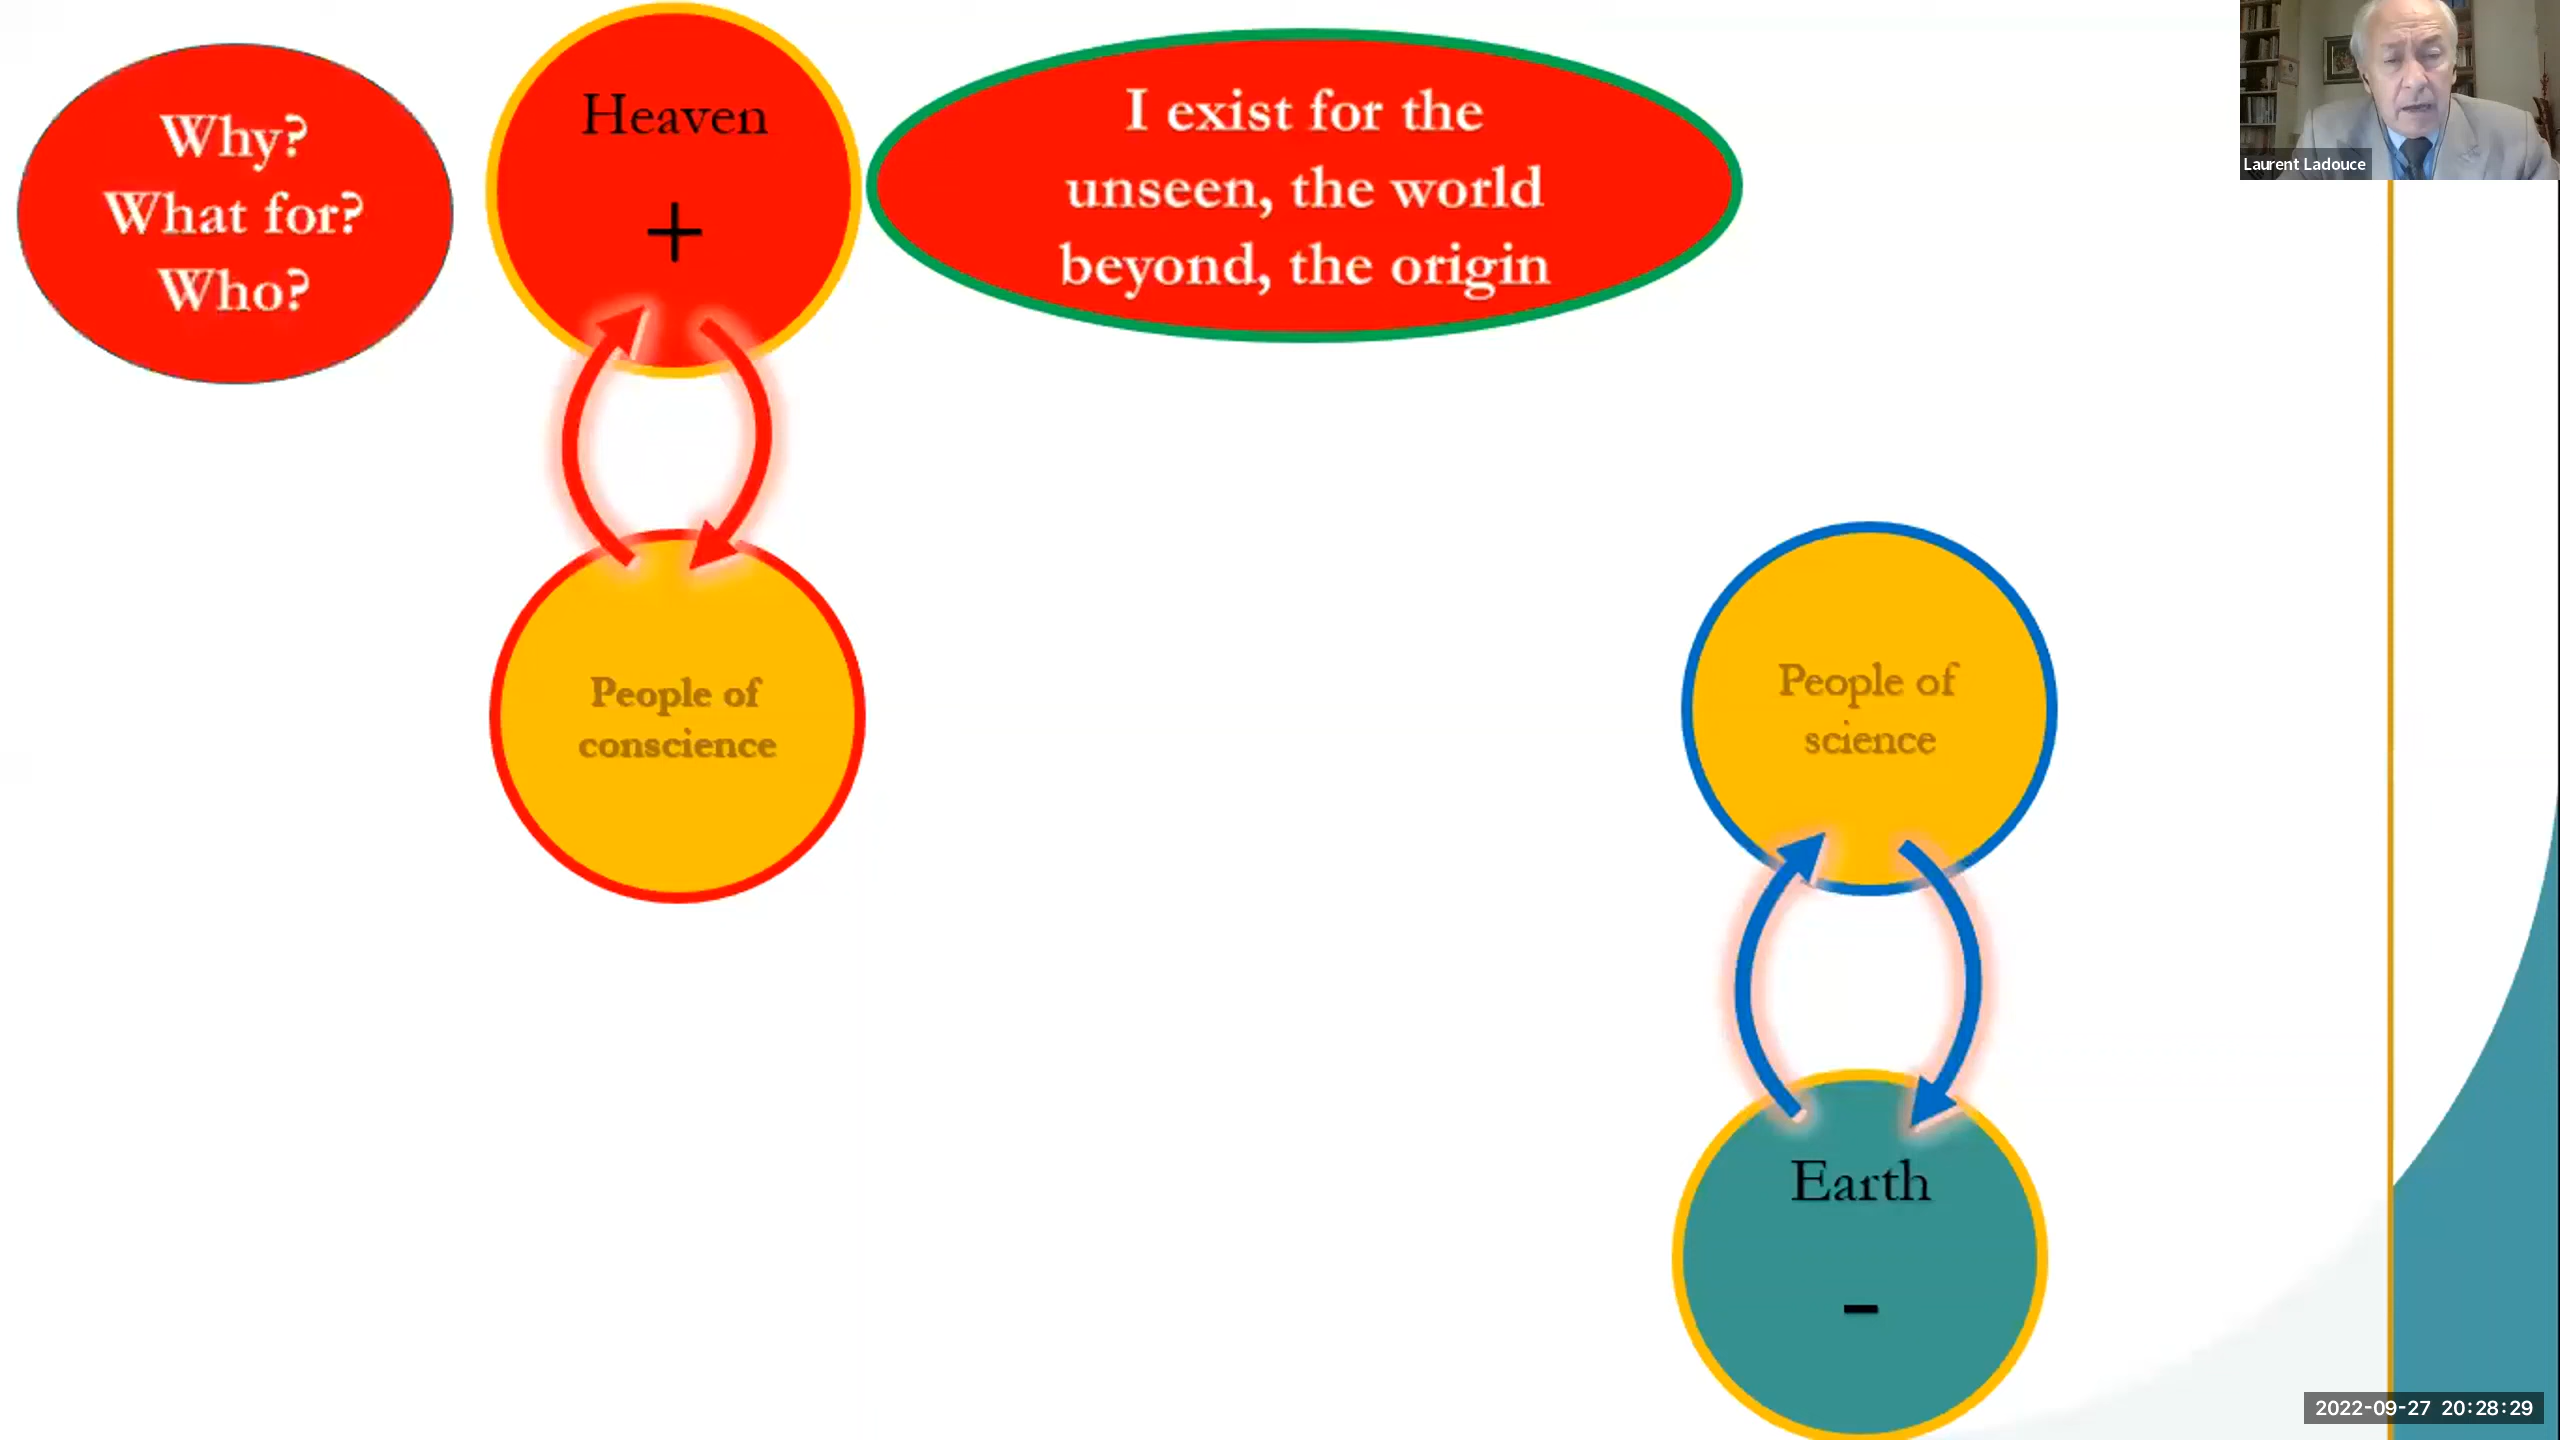 Why?
What for?
Who?
Heaven
+
I exist for the
unseen, the world
beyond, the origin
Laurent Ladouce
People of
conscience
People of
science
Earth
-
2022-09-27 20:28:29